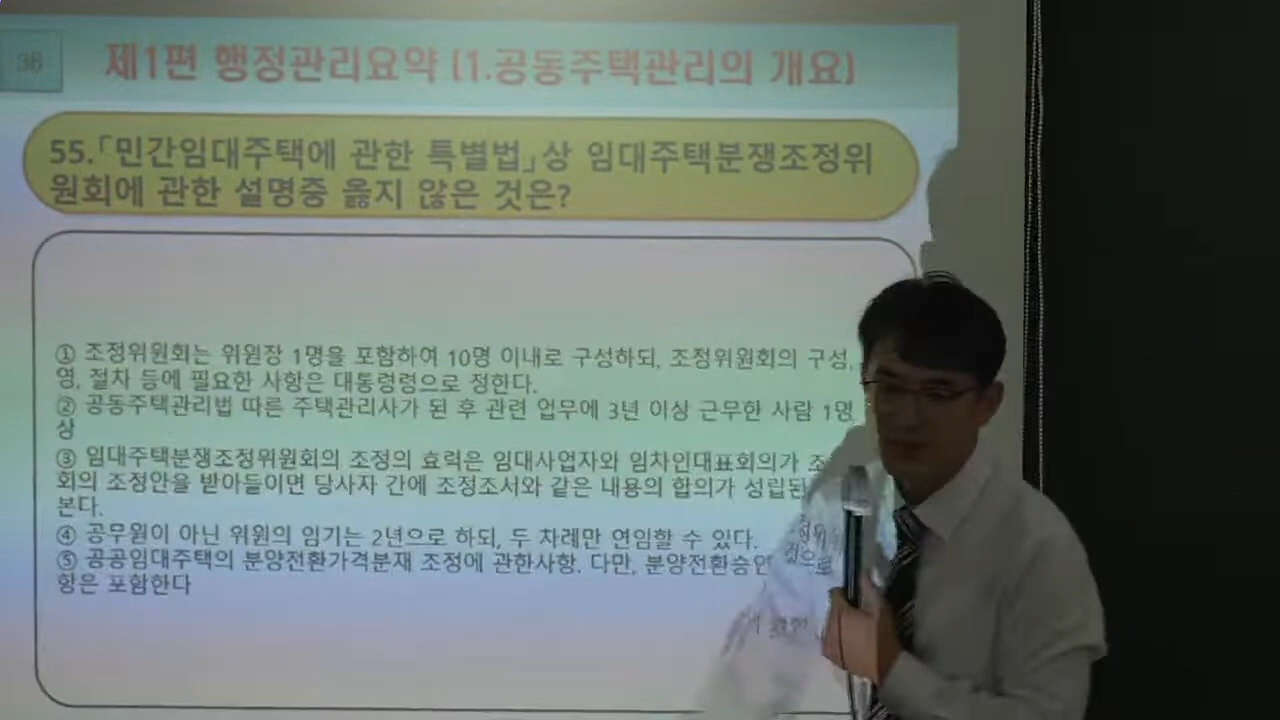 38
제1편 행정관리요약 [1.공동주택관리의 개요]
55.「민간임대주택에 관한 특별법」상 임대주택분쟁조정위
원회에 관한 설명중 옳지 않은 것은?
① 조정위원회는 위원장 1명을 포함하여 10명 이내로 구성하되, 조정위원회의 구성,
영, 절차 등에 필요한 사항은 대통령령으로 정한다.
② 공동주택관리법 따른 주택관리사가 된 후 관련 업무에 3년 이상 근무한 사람 1명
상
③ 임대주택분쟁조정위원회의 조정의 효력은 임대사업자와 임차인대표회의가
회의 조정안을 받아들이면 당사자 간에 조정조서와 같은 내용의 합의가 성립된
본다.
④ 공무원이 아닌 위원의 임기는 2년으로 하되, 두 차례만 연임할 수 있다.
⑤ 공공임대주택의 분양전환가격분재 조정에 관한사항. 다만, 분양전환승인
항은 포함한다